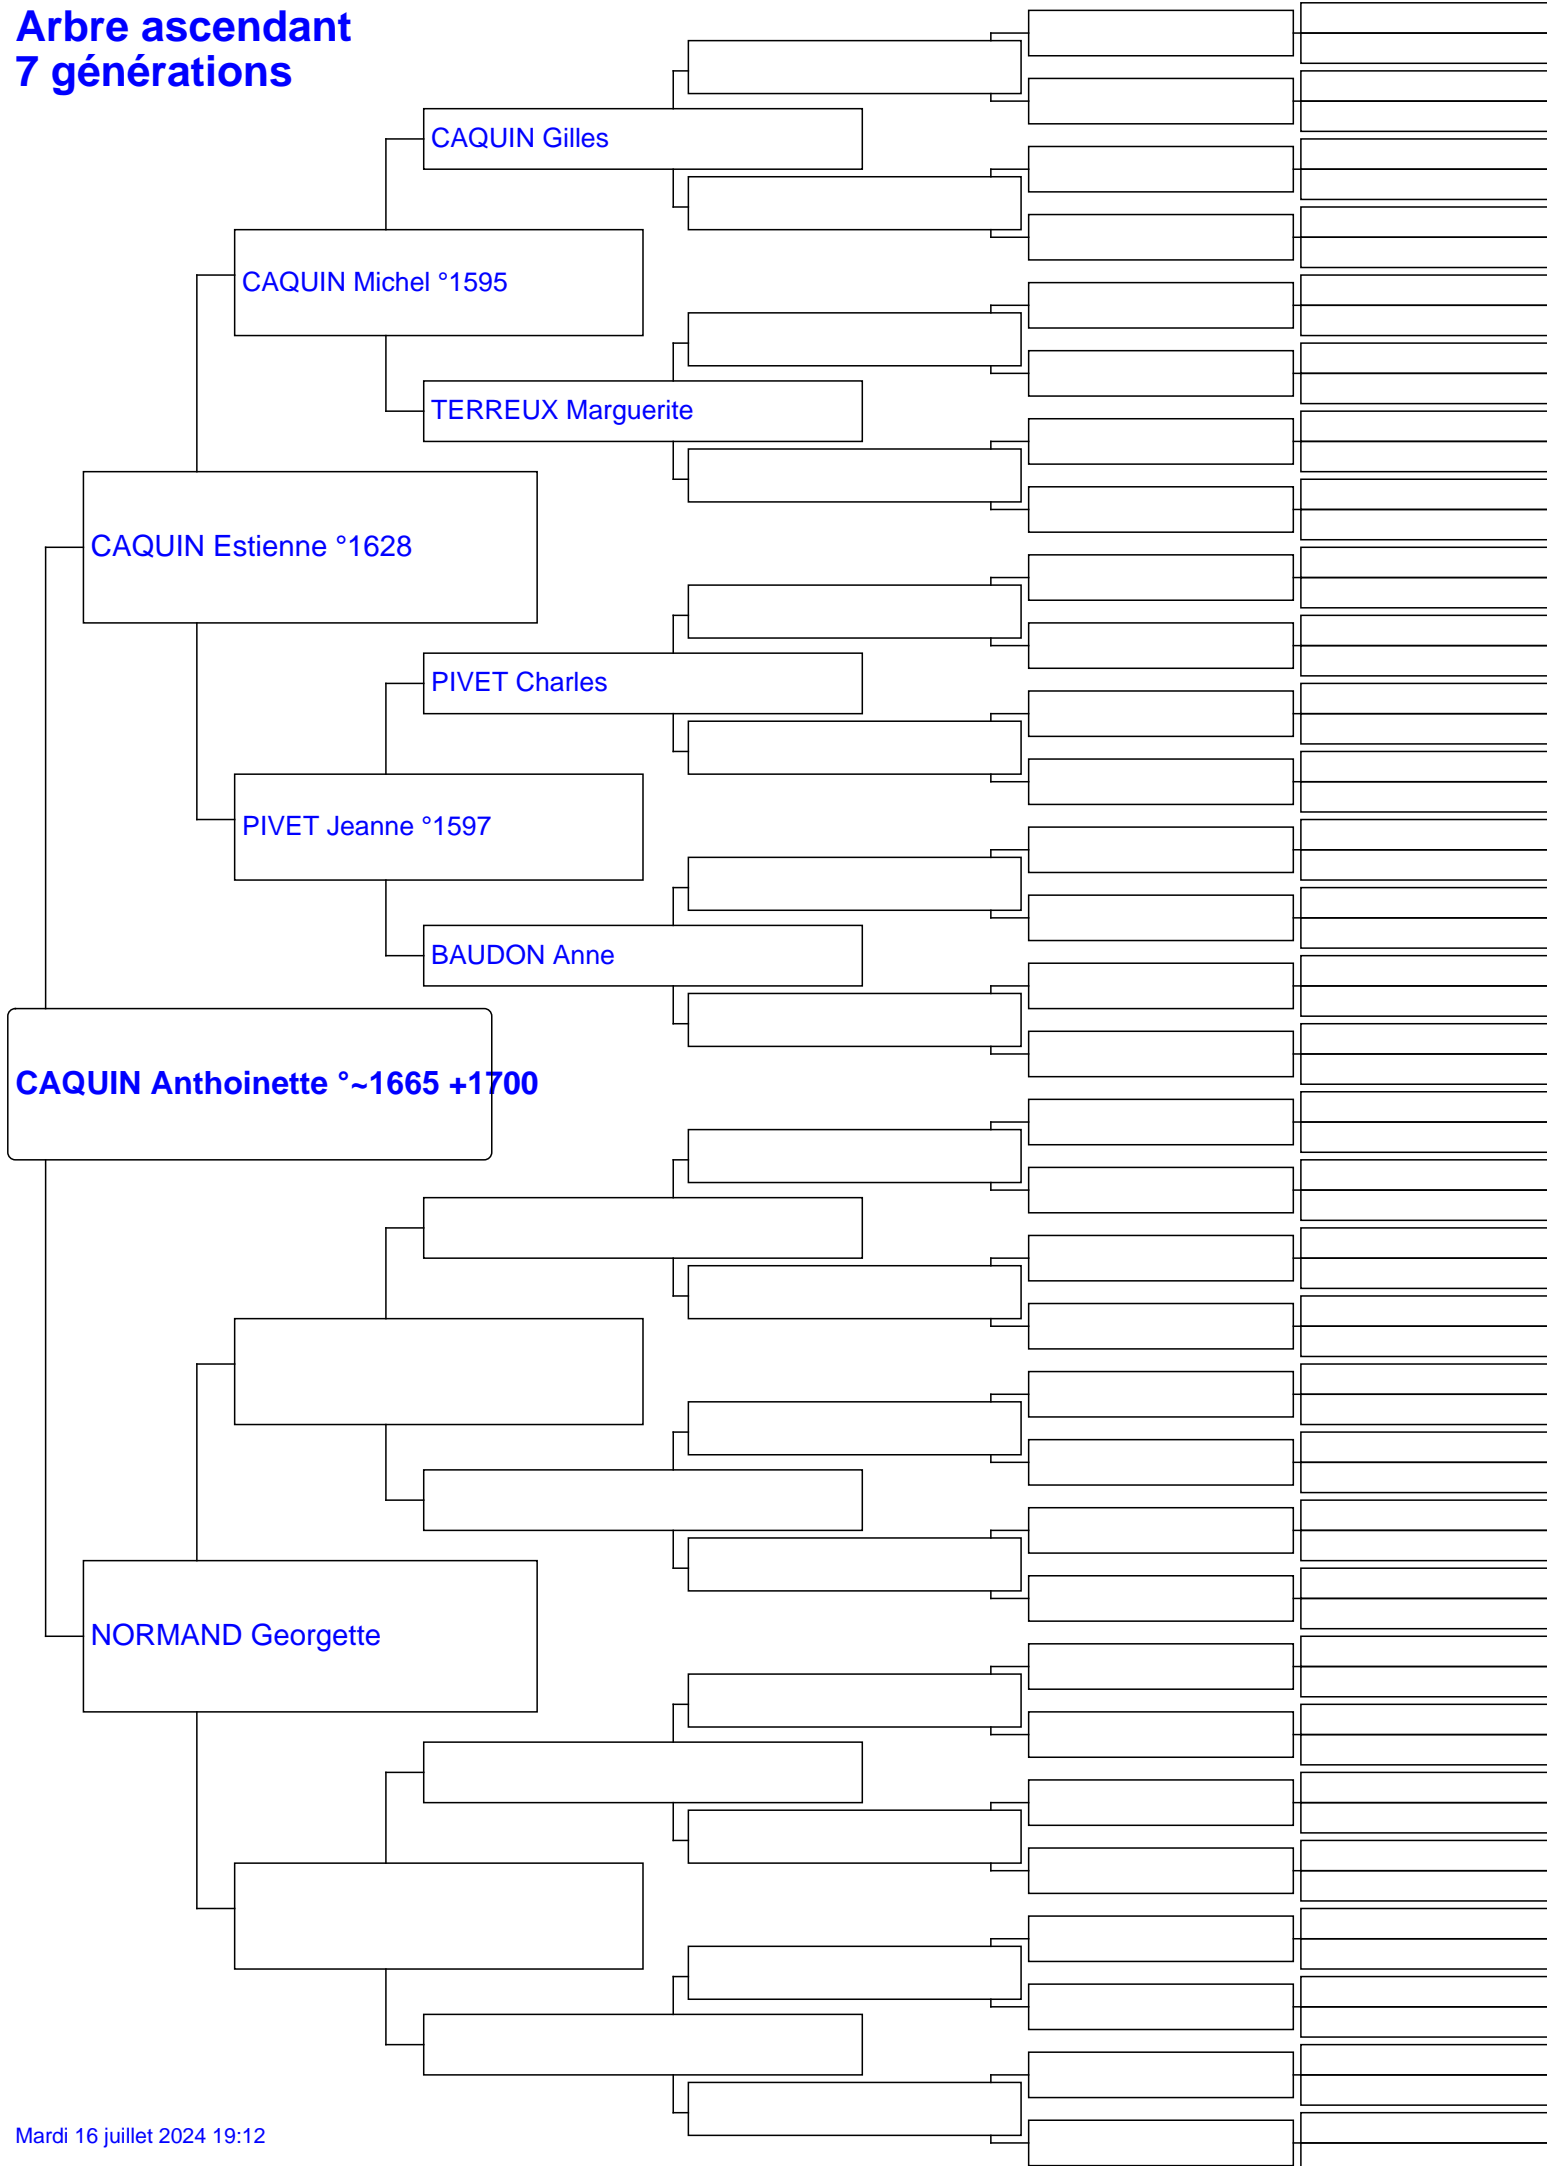 Arbre ascendant
7 générations
CAQUIN Gilles
CAQUIN Michel °1595
TERREUX Marguerite
CAQUIN Estienne °1628
PIVET Charles
PIVET Jeanne °1597
BAUDON Anne
CAQUIN Anthoinette °~1665 +1700
NORMAND Georgette
Mardi 16 juillet 2024 19:12